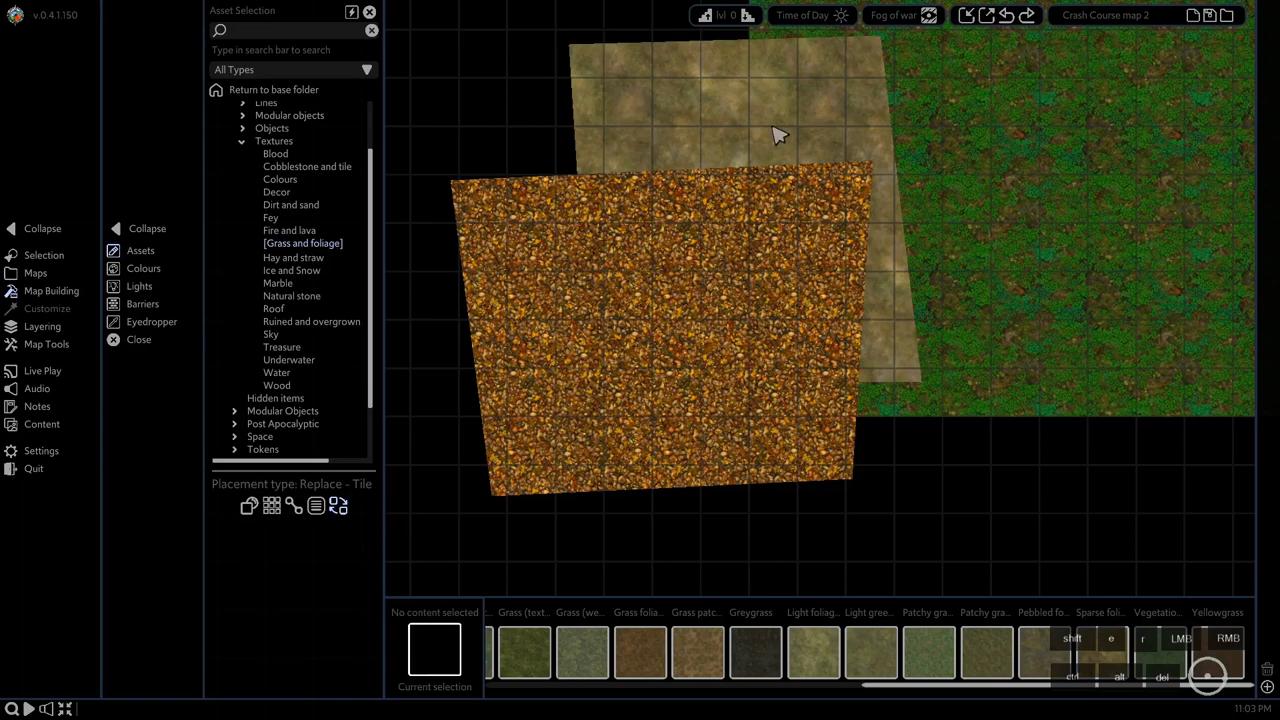 v.0.4.1.150
Asset Selection
Type in search bar to search
All Types
Return to base folder
Lines
Modular objects
Objects
Textures
Blood
Cobblestone and tile
Colours
Decor
Dirt and sand
Fey
Fire and lava
[Grass and foliage]
Hay and straw
Ice and Snow
Marble
Natural stone
Roof
Ruined and overgrown
Sky
Treasure
Underwater
Water
Wood
Hidden items
Modular Objects
Post Apocalyptic
Space
Tokens
Placement type: Replace - Tile
Collapse
Selection
Maps
Map Building
Customize
Layering
Map Tools
Live Play
Audio
Notes
Content
Settings
Quit
Collapse
Assets
Colours
Lights
Barriers
Eyedropper
Close
lvl 0
Time of Day
Fog of war
Crash Course map 2
No content selected
Current selection
Grass (text...
Grass (we...
Grass folia...
Grass patc...
Greygrass
Light foliag...
Light gree...
Patchy gra...
Patchy gra...
Pebbled fo...
Sparse foli...
Vegetatio...
Yellowgrass
shift
e
r
LMB
RMB
ctrl
alt
del
11:03 PM